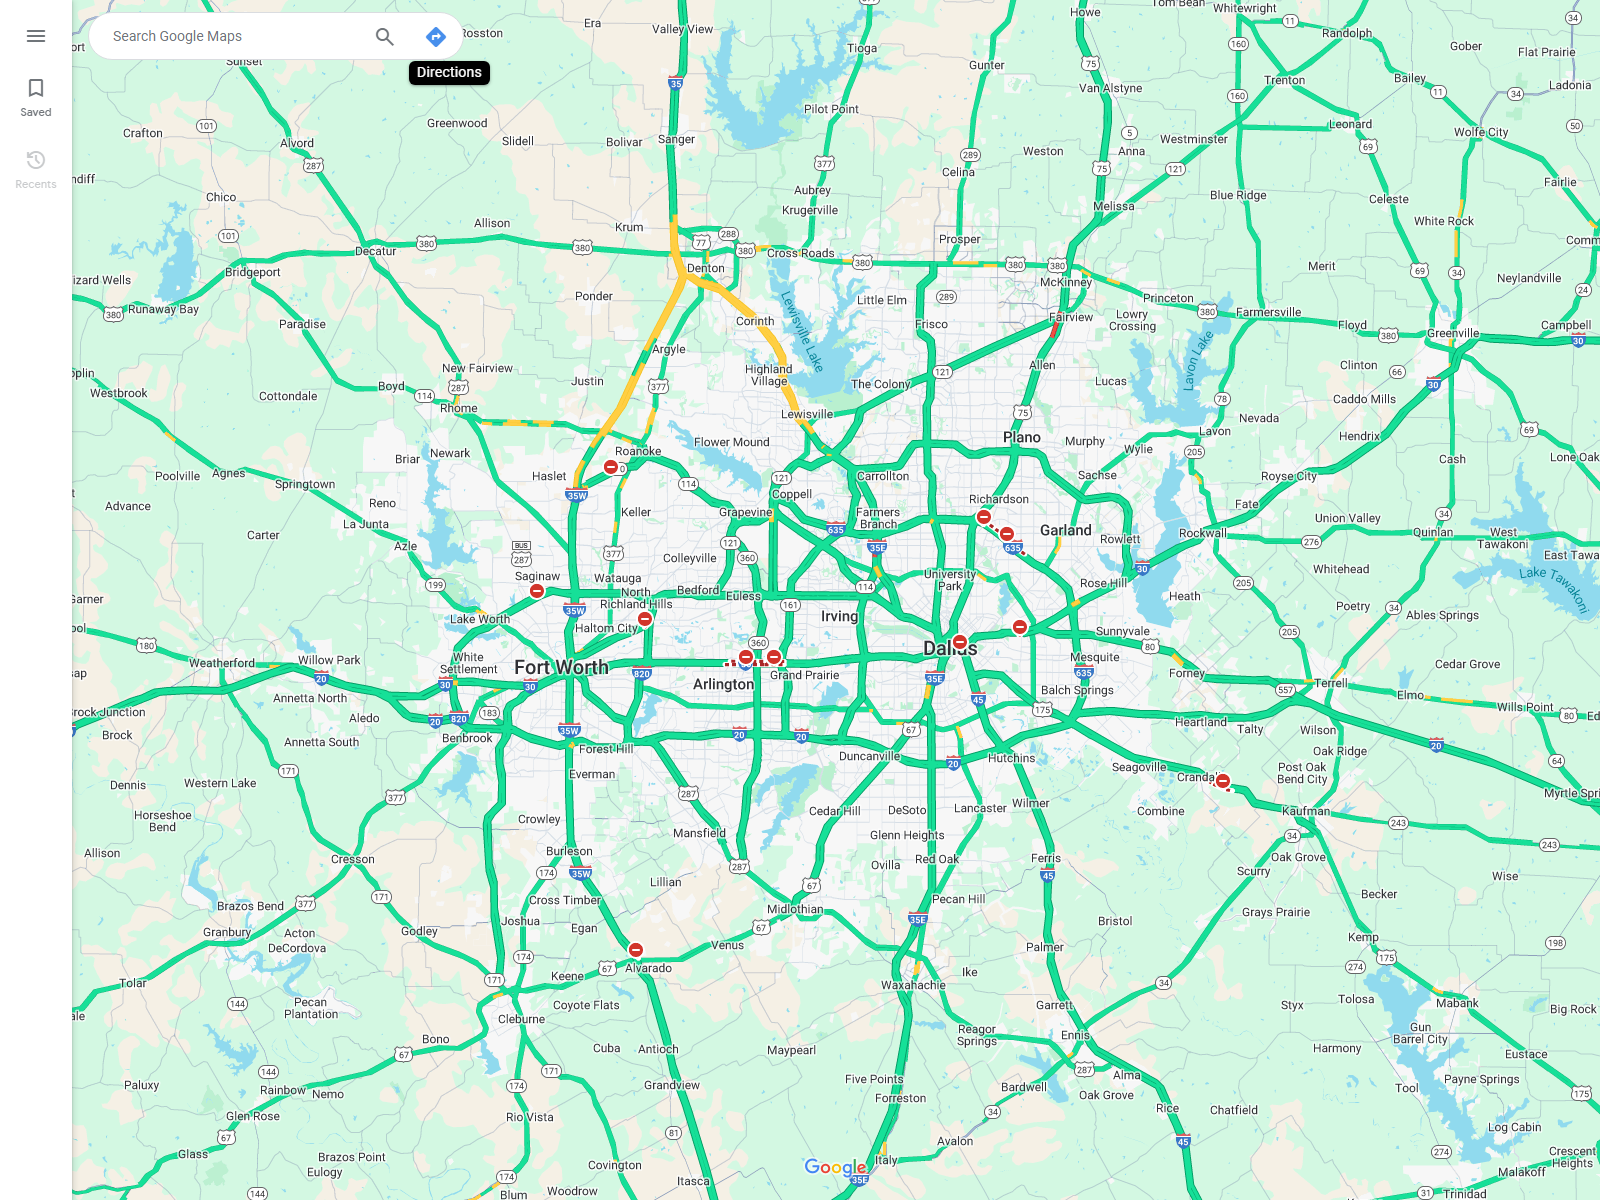 Search Google Maps
Directions
Saved
Recents
Era
Rosston
Valley View
Tioga
Howe
Tom Bean
Whitewright
Randolph
Gober
Flat Prairie
Ladonia
Sunset
Gunter
Van Alstyne
Trenton
Bailey
Pilot Point
Crafton
Greenwood
Slidell
Bolivar
Sanger
Alvord
Weston
Anna
Westminster
Leonard
Wolfe City
Celina
Melissa
Blue Ridge
Celeste
Fairlie
White Rock
Chico
Allison
Krum
Aubrey
Krugerville
Prosper
Decatur
Denton
Cross Roads
McKinney
Merit
Neylandville
Bridgeport
Runaway Bay
Ponder
Corinth
Lewisville Lake
Little Elm
Frisco
Fairview
Princeton
Lowry
Crossing
Farmersville
Floyd
Greenville
Campbell
Paradise
Argyle
Highland
Village
The Colony
Allen
Lucas
Lavon Lake
Clinton
Caddo Mills
Westbrook
Boyd
New Fairview
Justin
Cottondale
Rhome
Lewisville
Plano
Murphy
Wylie
Nevada
Lavon
Hendrix
Cash
Lone Oak
Briar
Newark
Flower Mound
Roanoke
Haslet
Poolville
Agnes
Springtown
Reno
La Junta
Advance
Carter
Azle
Keller
Grapevine
Coppell
Carrollton
Farmers
Branch
Richardson
Garland
Sachse
Rowlett
Rockwall
Royse City
Fate
Union Valley
Quinlan
West
Tawakoni
East Tawa
Lake Tawakoni
Saginaw
Watauga
Colleyville
North
Richland Hills
Bedford
Euless
Irving
University
Park
Dallas
Rose Hill
Heath
Whitehead
Poetry
Ables Springs
Lake Worth
Haltom City
Fort Worth
White
Settlement
Arlington
Grand Prairie
Mesquite
Sunnyvale
Balch Springs
Forney
Terrell
Elmo
Cedar Grove
Wills Point
Weatherford
Willow Park
Annetta North
Aledo
Annetta South
Brock Junction
Brock
Benbrook
Forest Hill
Everman
Duncanville
Hutchins
Heartland
Talty
Wilson
Oak Ridge
Post Oak
Bend City
Seagoville
Crandall
Combine
Kaufman
Myrtle Spri
Dennis
Western Lake
Horseshoe
Bend
Crowley
Burleson
Mansfield
Cedar Hill
DeSoto
Lancaster
Wilmer
Glenn Heights
Red Oak
Ovilla
Ferris
Oak Grove
Scurry
Becker
Wise
Allison
Cresson
Lillian
Cross Timber
Joshua
Egan
Midlothian
Pecan Hill
Bristol
Grays Prairie
Brazos Bend
Granbury
Acton
DeCordova
Godley
Venus
Keene
Alvarado
Palmer
Kemp
Tolar
Pecan
Plantation
Coyote Flats
Cleburne
Waxahachie
Ike
Garrett
Styx
Tolosa
Mabank
Big Rock
Bono
Cuba
Antioch
Maypearl
Reagor
Springs
Ennis
Harmony
Gun
Barrel City
Eustace
Paluxy
Rainbow
Nemo
Grandview
Five Points
Forreston
Bardwell
Alma
Oak Grove
Rice
Chatfield
Tool
Payne Springs
Log Cabin
Glen Rose
Glass
Rio Vista
Brazos Point
Eulogy
Blum
Woodrow
Covington
Itasca
Avalon
Italy
Google
Crescent
Heights
Malakoff
Trinidad